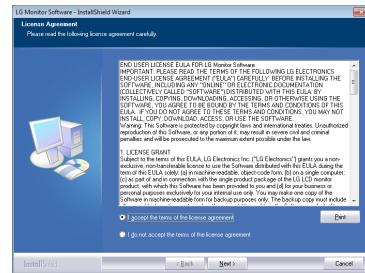 LG Monitor Software - InstallShield Wizard
License Agreement
Please read the following license agreement carefully.
END USER LICENSE EULA FOR LG Monitor Software
IMPORTANT: PLEASE READ THE TERMS OF THE FOLLOWING LG ELECTRONICS
END-USER LICENSE AGREEMENT ("EULA") CAREFULLY BEFORE INSTALLING THE
SOFTWARE, INCLUDING ANY "ONLINE" OR ELECTRONIC DOCUMENTATION
(COLLECTIVELY CALLED "SOFTWARE") DISTRIBUTED WITH THIS EULA. BY
INSTALLING, COPYING, DOWNLOADING, ACCESSING, OR OTHERWISE USING THE
SOFTWARE, YOU AGREE TO BE BOUND BY THE TERMS AND CONDITIONS OF THIS
EULA. IF YOU DO NOT AGREE TO THESE TERMS AND CONDITIONS, YOU MAY NOT
INSTALL, COPY, DOWNLOAD, ACCESS, OR USE THE SOFTWARE.
Warning: This Software is protected by copyright laws and international treaties. Unauthorized
reproduction of this Software, or any portion of it, may result in severe civil and criminal
penalties and will be prosecuted to the maximum extent possible under the law.
1. LICENSE GRANT
Subject to the terms of this EULA, LG Electronics Inc. ("LG Electronics") grants you a non-
exclusive, non-transferable license to use the Software distributed with this EULA during the
term of this EULA solely: (a) in machine-readable, object-code form; (b) on a single computer;
(c) as part of and in connection with the single product package of the LG LCD monitor
product, with which this Software has been provided to you and (d) for your business or
personal purposes exclusively for your internal use only. You may make one copy of the
Software in machine-readable form for backup purposes only. The backup copy must include
I accept the terms of the license agreement
Print
I do not accept the terms of the license agreement
InstallShield
< Back
Next >
Cancel